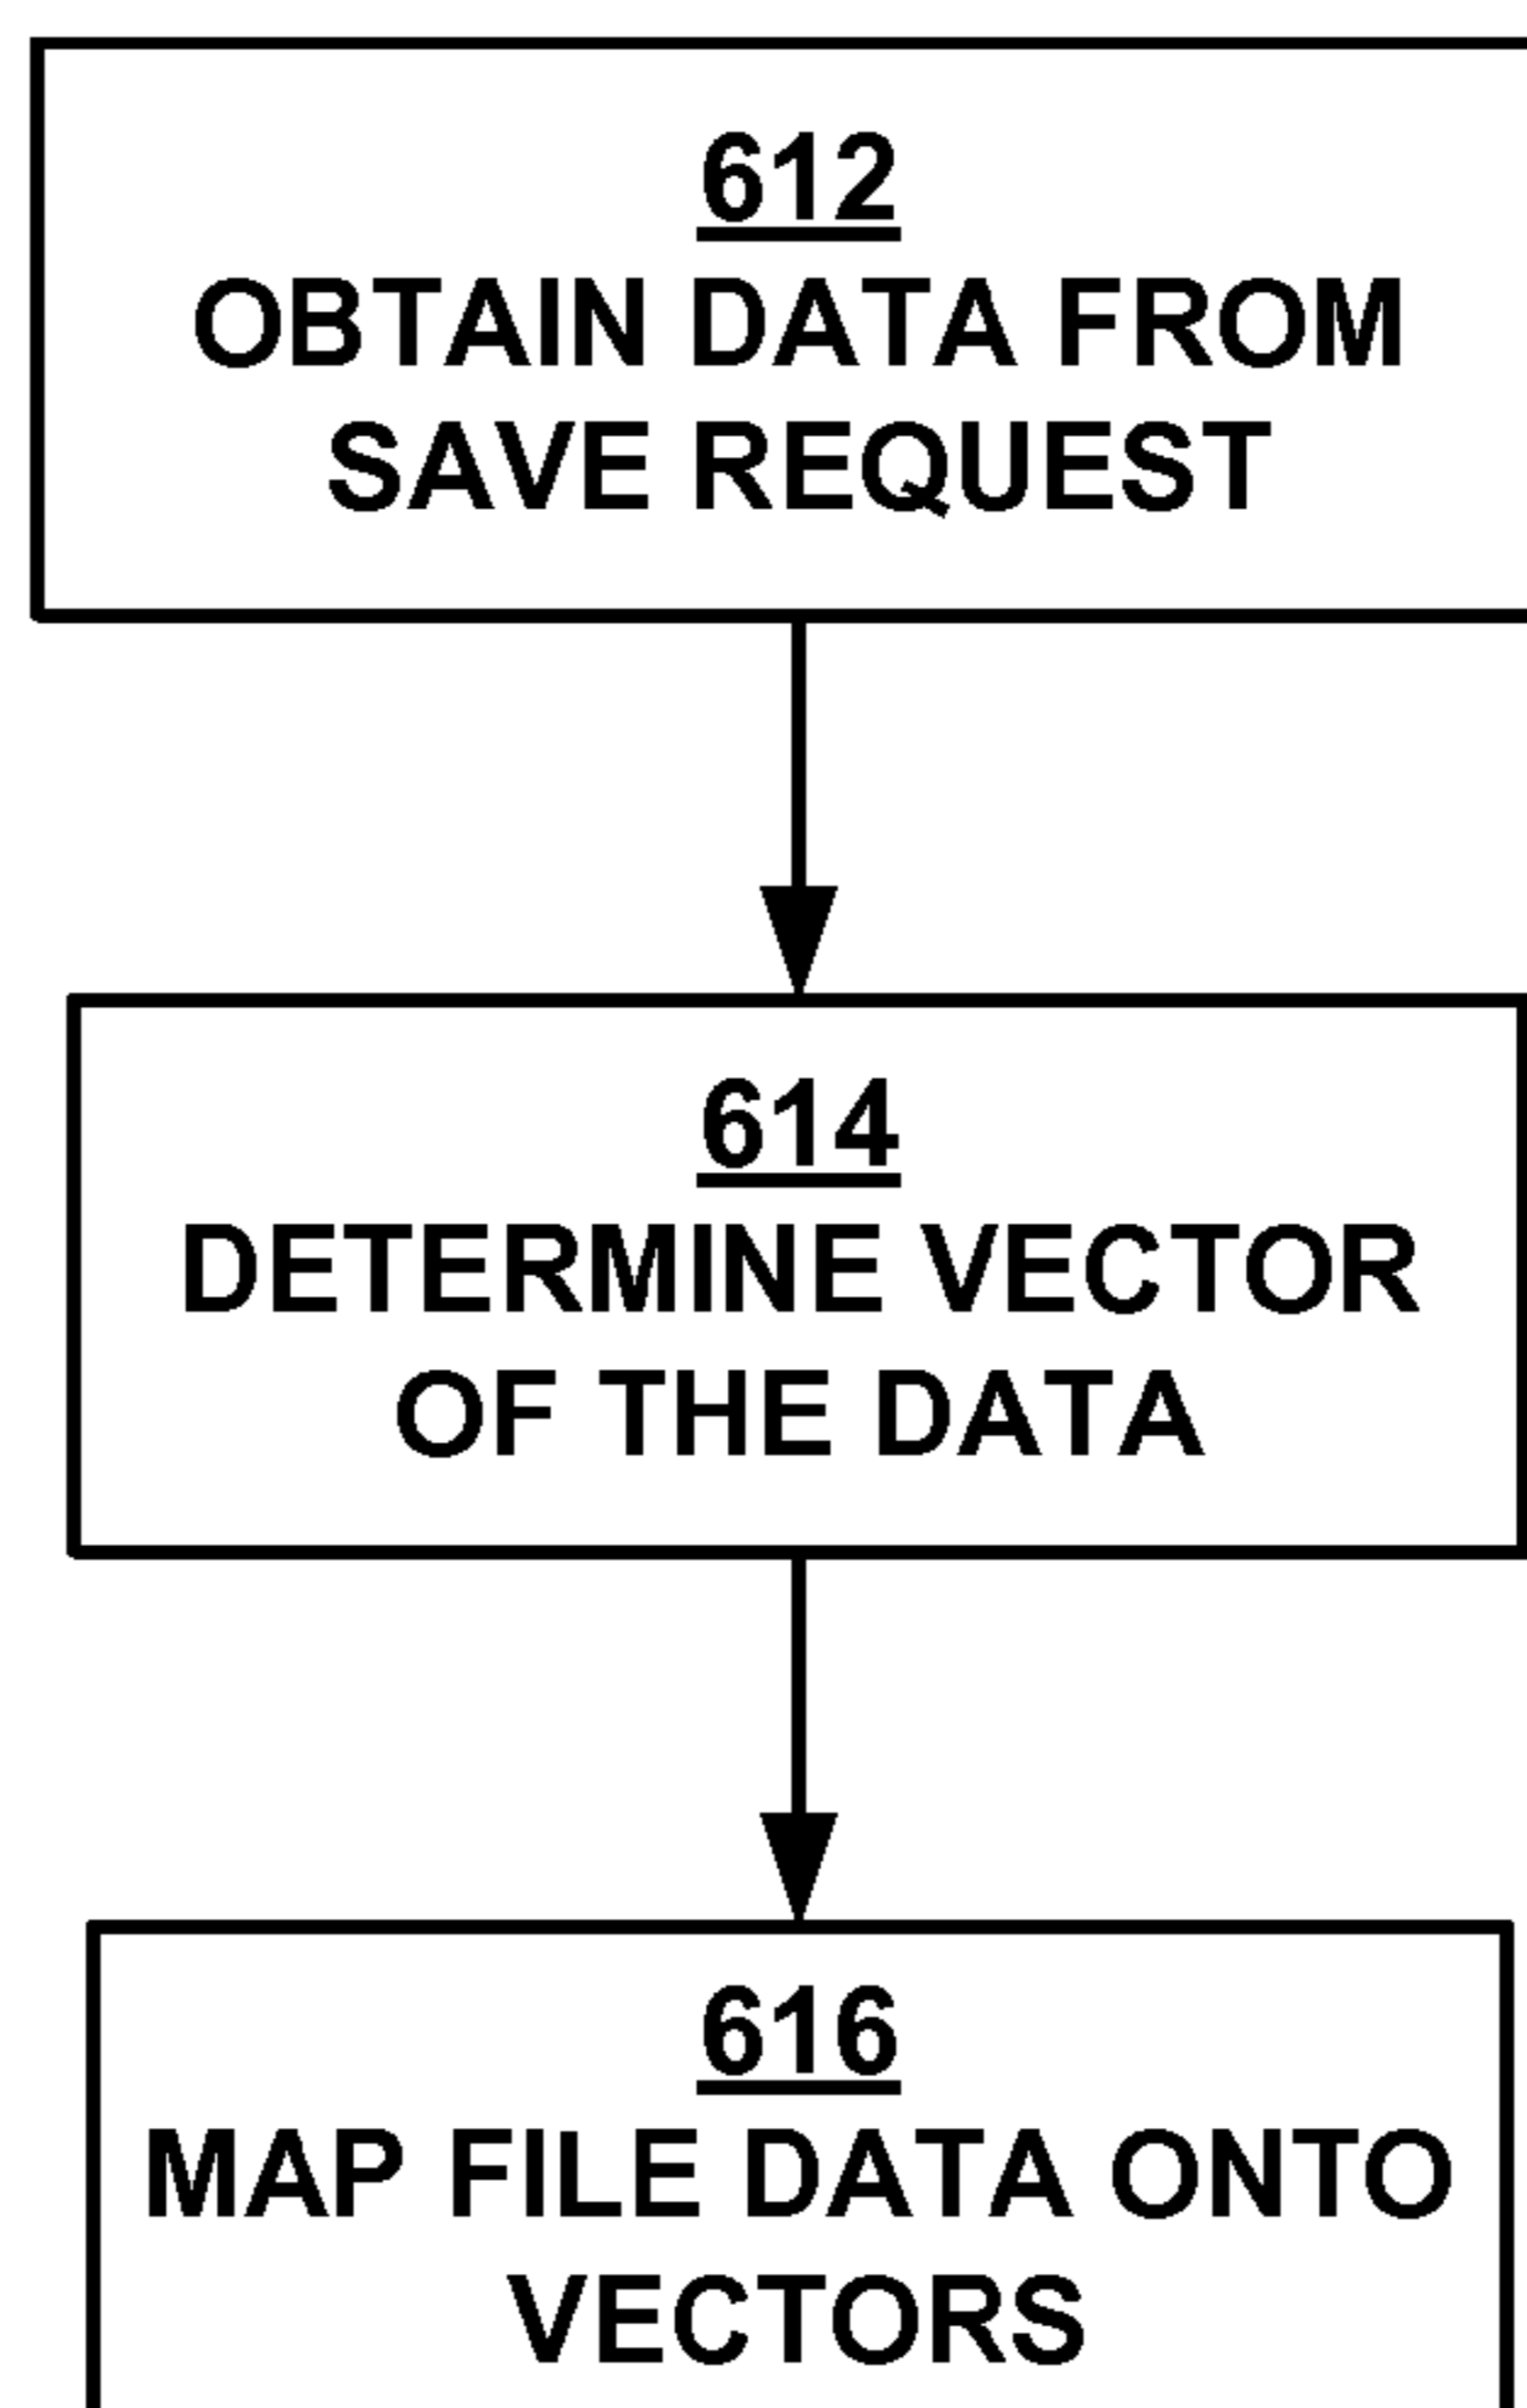 612
OBTAIN DATA FROM
SAVE REQUEST
614
DETERMINE VECTOR
OF THE DATA
616
MAP FILE DATA ONTO
VECTORS